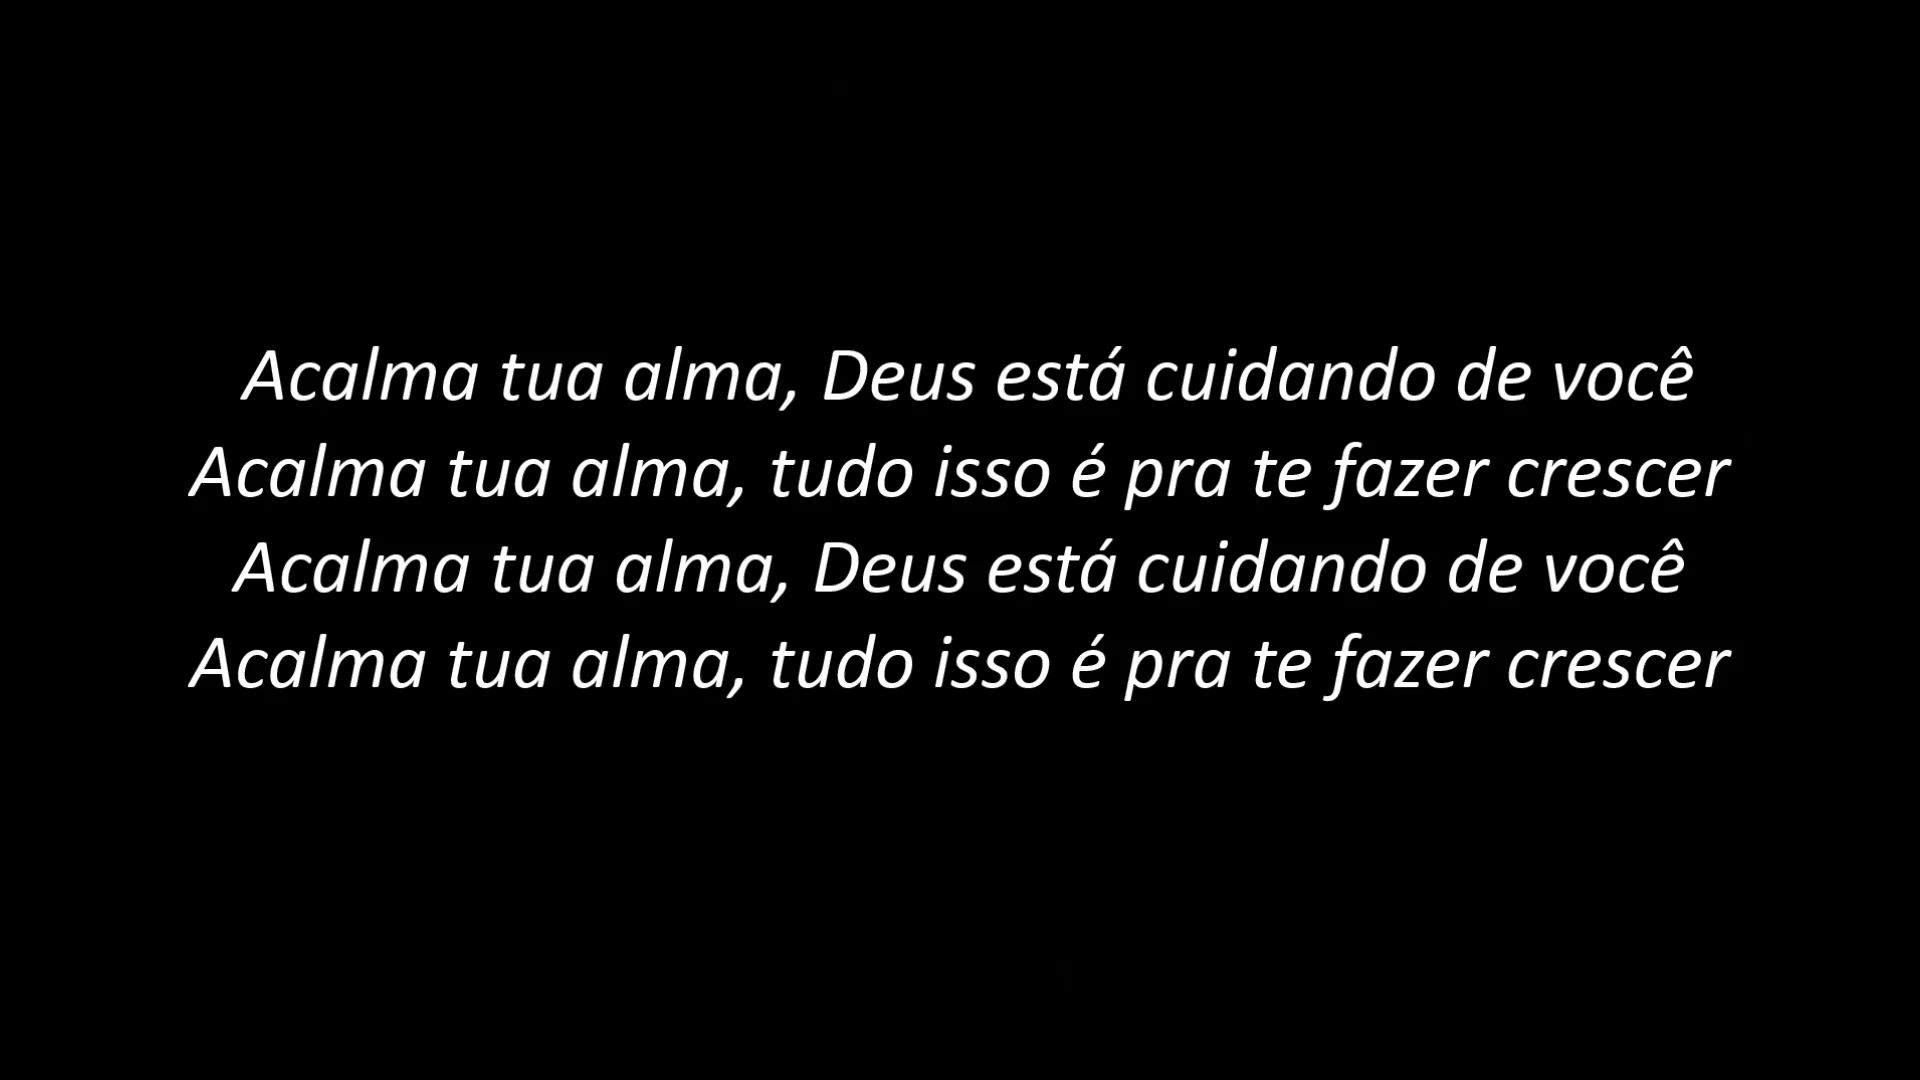 Acalma tua alma, Deus está cuidando de você
Acalma tua alma, tudo isso é pra te fazer crescer
Acalma tua alma, Deus está cuidando de você
Acalma tua alma, tudo isso é pra te fazer crescer